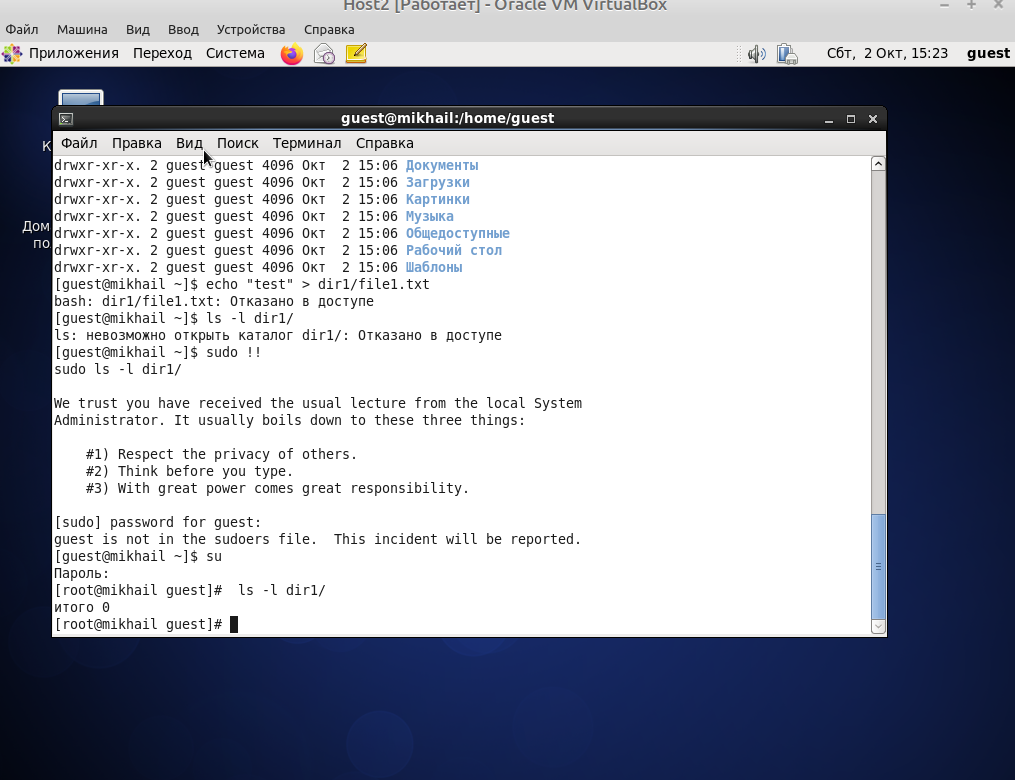 Host2 [Работает] - Oracle VM VirtualBox
Файл Машина Вид Ввод Устройства Справка
Приложения Переход Система Сбт, 2 Окт, 15:23 guest
К
Дом
по
guest@mikhail:/home/guest
Файл Правка Вид Поиск Терминал Справка
drwxr-xr-x. 2 guest guest 4096 Окт  2 15:06 Документы
drwxr-xr-x. 2 guest guest 4096 Окт  2 15:06 Загрузки
drwxr-xr-x. 2 guest guest 4096 Окт  2 15:06 Картинки
drwxr-xr-x. 2 guest guest 4096 Окт  2 15:06 Музыка
drwxr-xr-x. 2 guest guest 4096 Окт  2 15:06 Общедоступные
drwxr-xr-x. 2 guest guest 4096 Окт  2 15:06 Рабочий стол
drwxr-xr-x. 2 guest guest 4096 Окт  2 15:06 Шаблоны
[guest@mikhail ~]$ echo "test" > dir1/file1.txt
bash: dir1/file1.txt: Отказано в доступе
[guest@mikhail ~]$ ls -l dir1/
ls: невозможно открыть каталог dir1/: Отказано в доступе
[guest@mikhail ~]$ sudo !!
sudo ls -l dir1/
We trust you have received the usual lecture from the local System
Administrator. It usually boils down to these three things:
#1) Respect the privacy of others.
#2) Think before you type.
#3) With great power comes great responsibility.
[sudo] password for guest:
guest is not in the sudoers file.  This incident will be reported.
[guest@mikhail ~]$ su
Пароль:
[root@mikhail guest]#  ls -l dir1/
итого 0
[root@mikhail guest]#